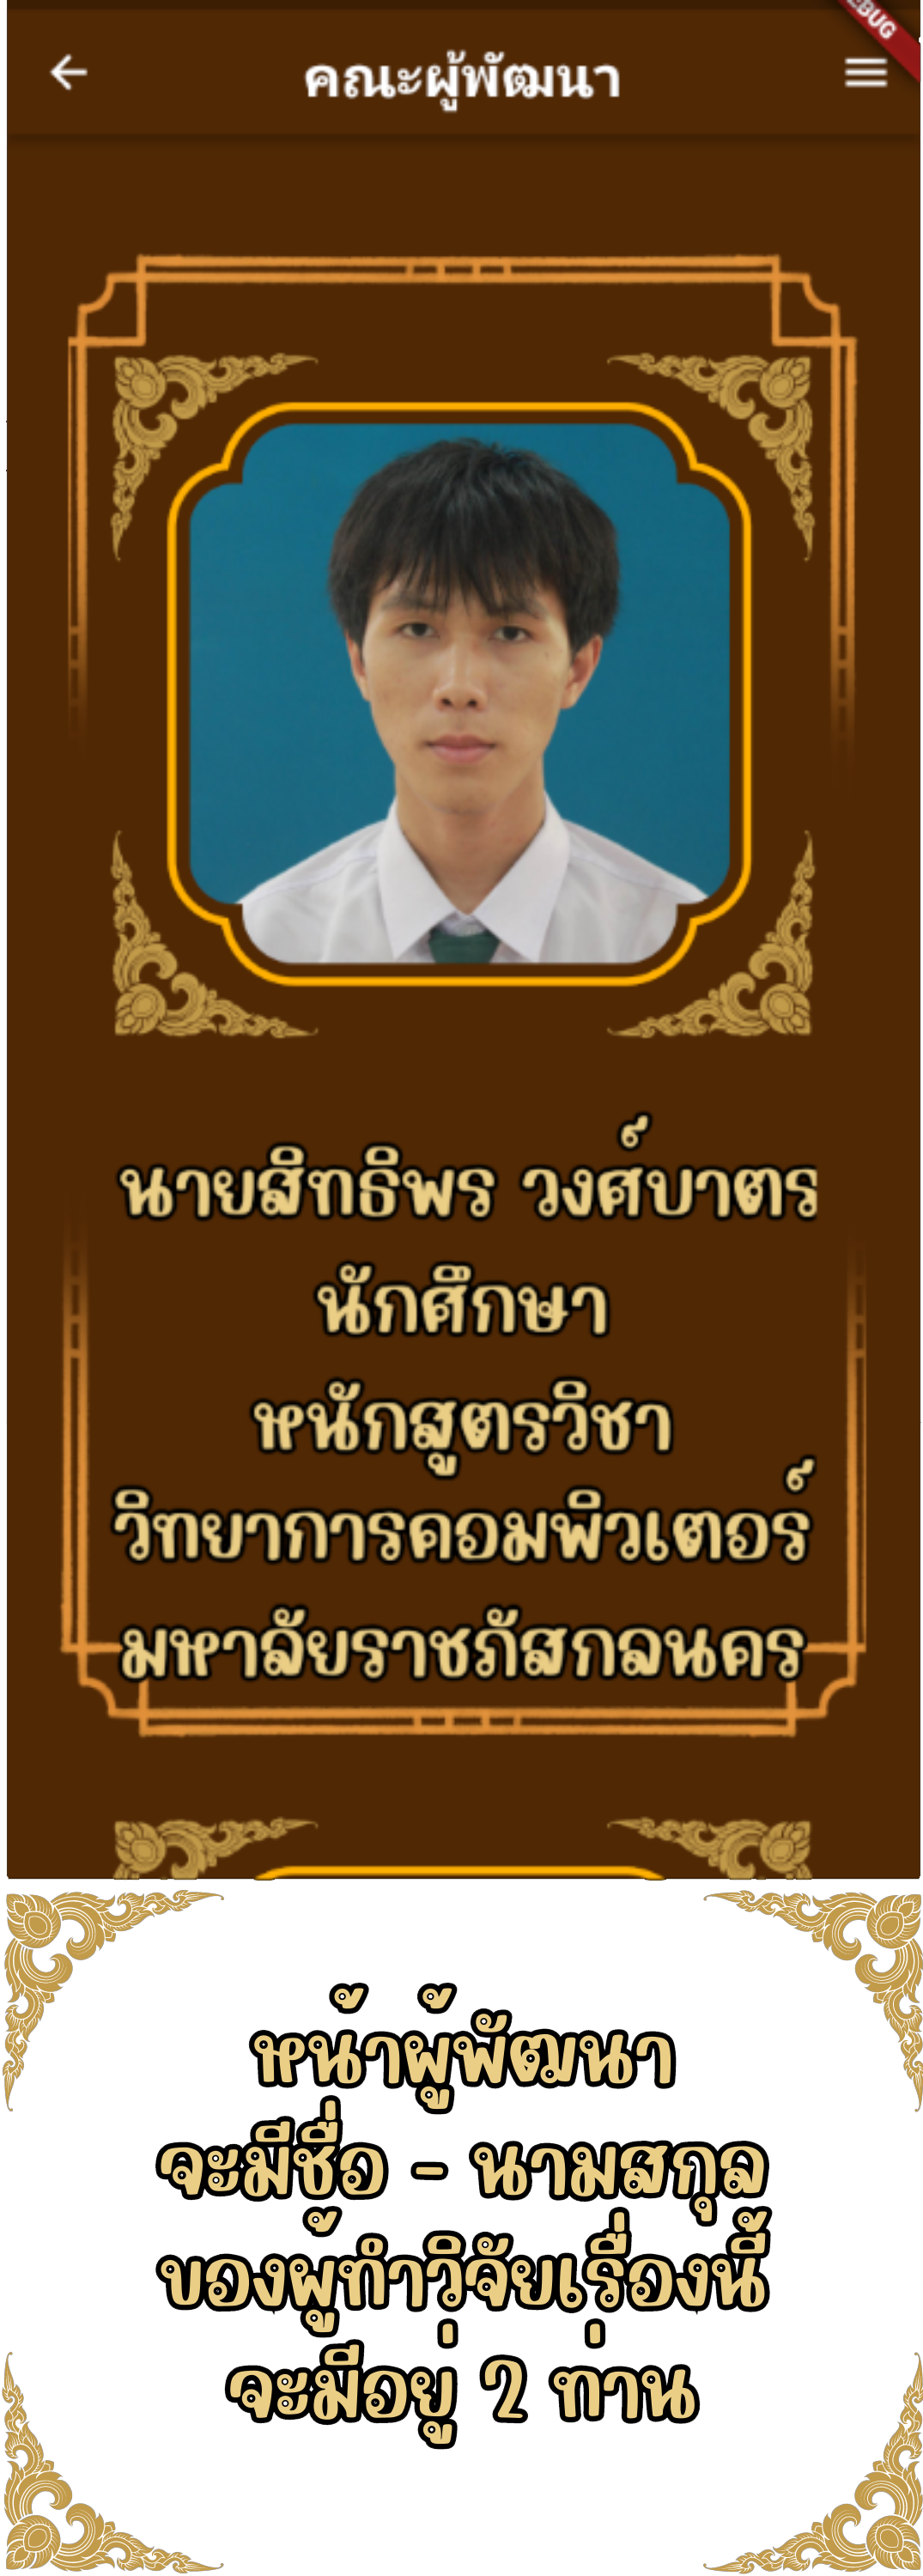 คณะผู้พัฒนา
นายสิทธิพร วงศ์บาตร
นักศึกษา
หนักสูตรวิชา
วิทยาการคอมพิวเตอร์
มหาลัยราชภัสกลนคร
หน้าผู้พัฒนา
จะมีชื่อ - นามสกุล
ของผู้ทำวิจัยเรื่องนี้
จะมีอยู่ 2 ท่าน